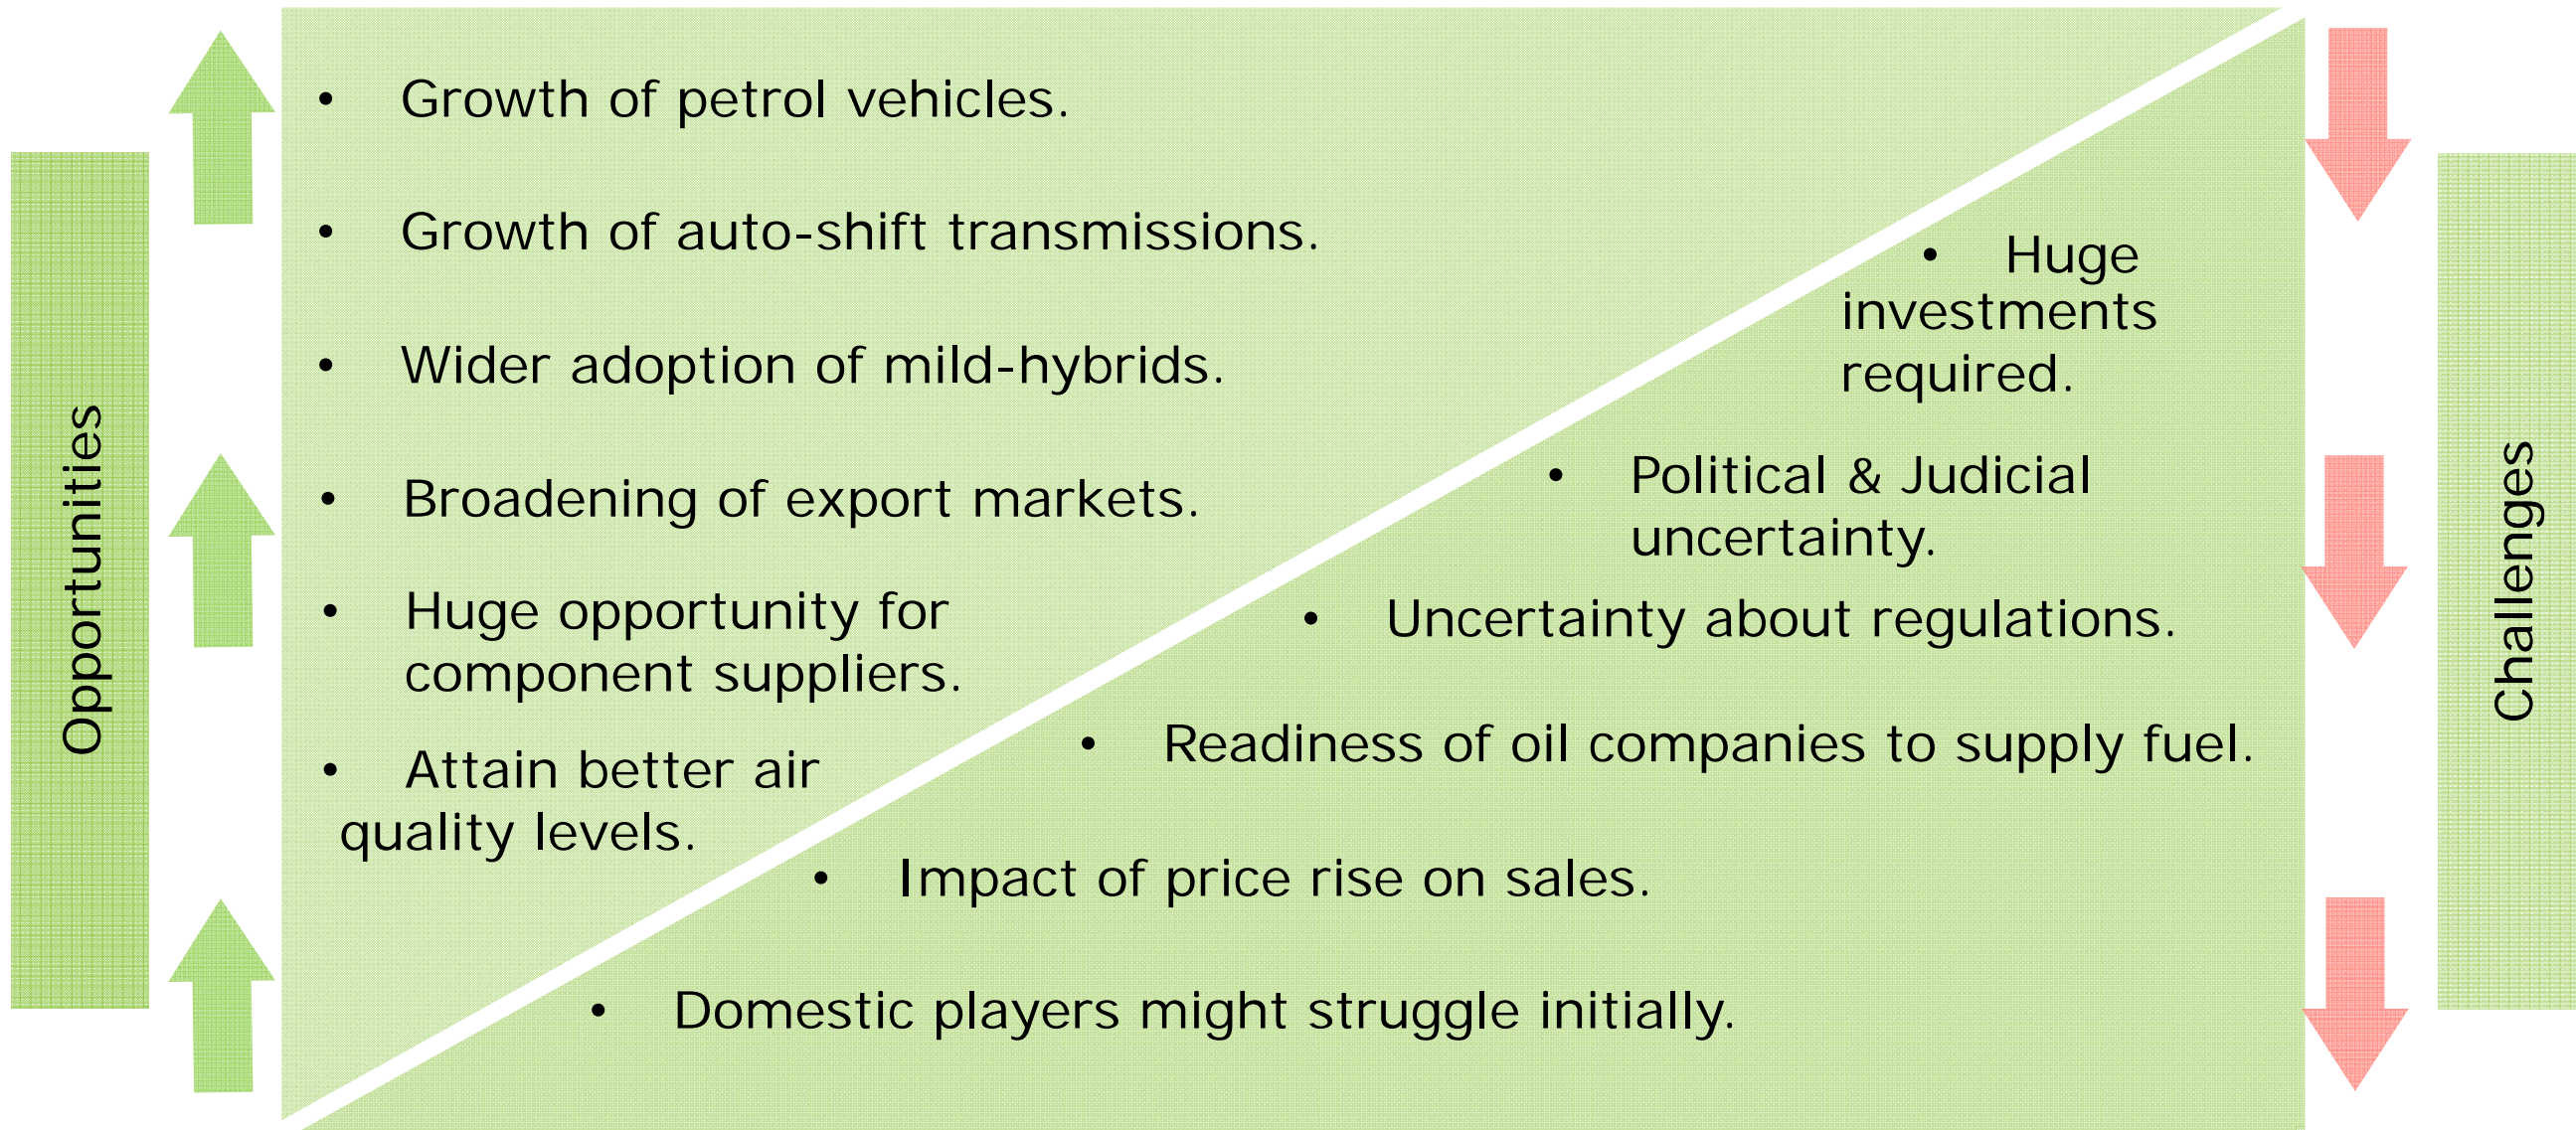 Opportunities
• Growth of petrol vehicles.
• Growth of auto-shift transmissions.
• Wider adoption of mild-hybrids.
• Broadening of export markets.
• Huge opportunity for
component suppliers.
• Attain better air
quality levels.
• Huge
investments
required.
• Political & Judicial
uncertainty.
• Uncertainty about regulations.
• Readiness of oil companies to supply fuel.
• Impact of price rise on sales.
• Domestic players might struggle initially.
Challenges